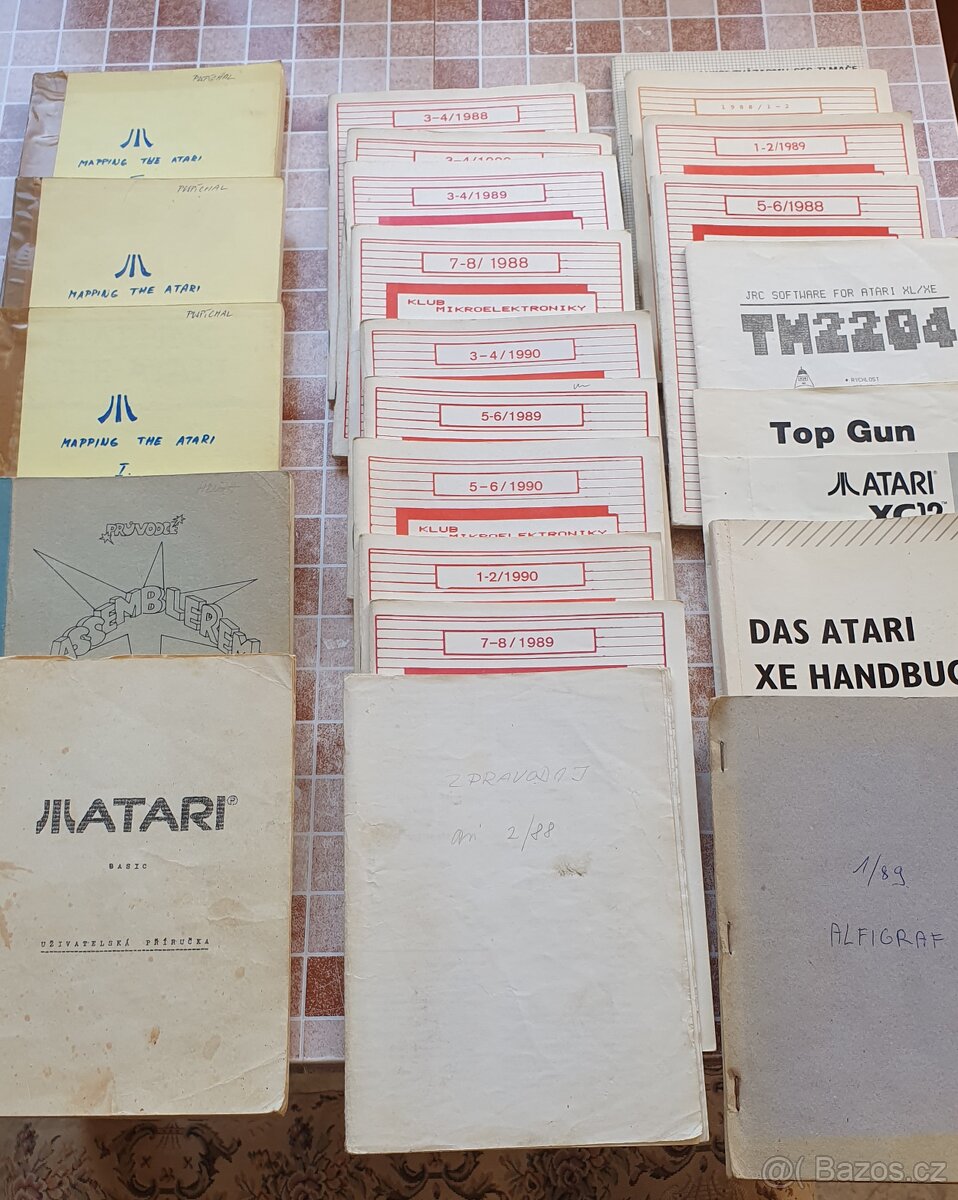 MAPPING THE ATARI
MAPPING THE ATARI
MAPPING THE ATARI
I.
PRŮVODCE
ASSEMBLEREM
ATARI
BASIC
UŽIVATELSKÁ PŘÍRUČKA
3-4/1988
3-4/1989
7-8/ 1988
KLUB
MIKROELEKTRONIKY
3-4/1990
5-6/1989
5-6/1990
KLUB
MIKROELEKTRONIKY
1-2/1990
7-8/1989
ZPRAVODAJ
2/88
1988/1-2
1-2/1989
5-6/1988
JRC SOFTWARE FOR ATARI XL/XE
TM2204
• RYCHLOST
Top Gun
ATARI
XC12™
DAS ATARI
XE HANDBUC
1/89
ALFIGRAF
@( Bazos.cz